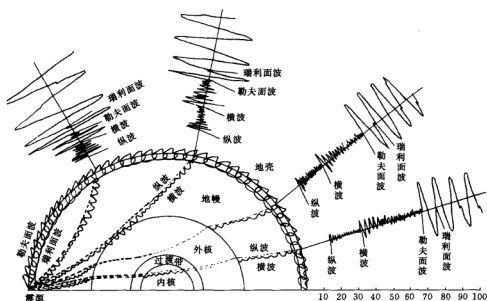 瑞利面波
勒夫面波
横波
纵波
瑞利面波
勒夫面波
横波
纵波
纵波
横波
勒夫面波
瑞利面波
纵波
横波
勒夫面波
瑞利面波
地壳
纵波
横波
地幔
外核
过渡带
内核
纵波
横波
勒夫面波
瑞利面波
震源
10 20 30 40 50 60 70 80 90 100